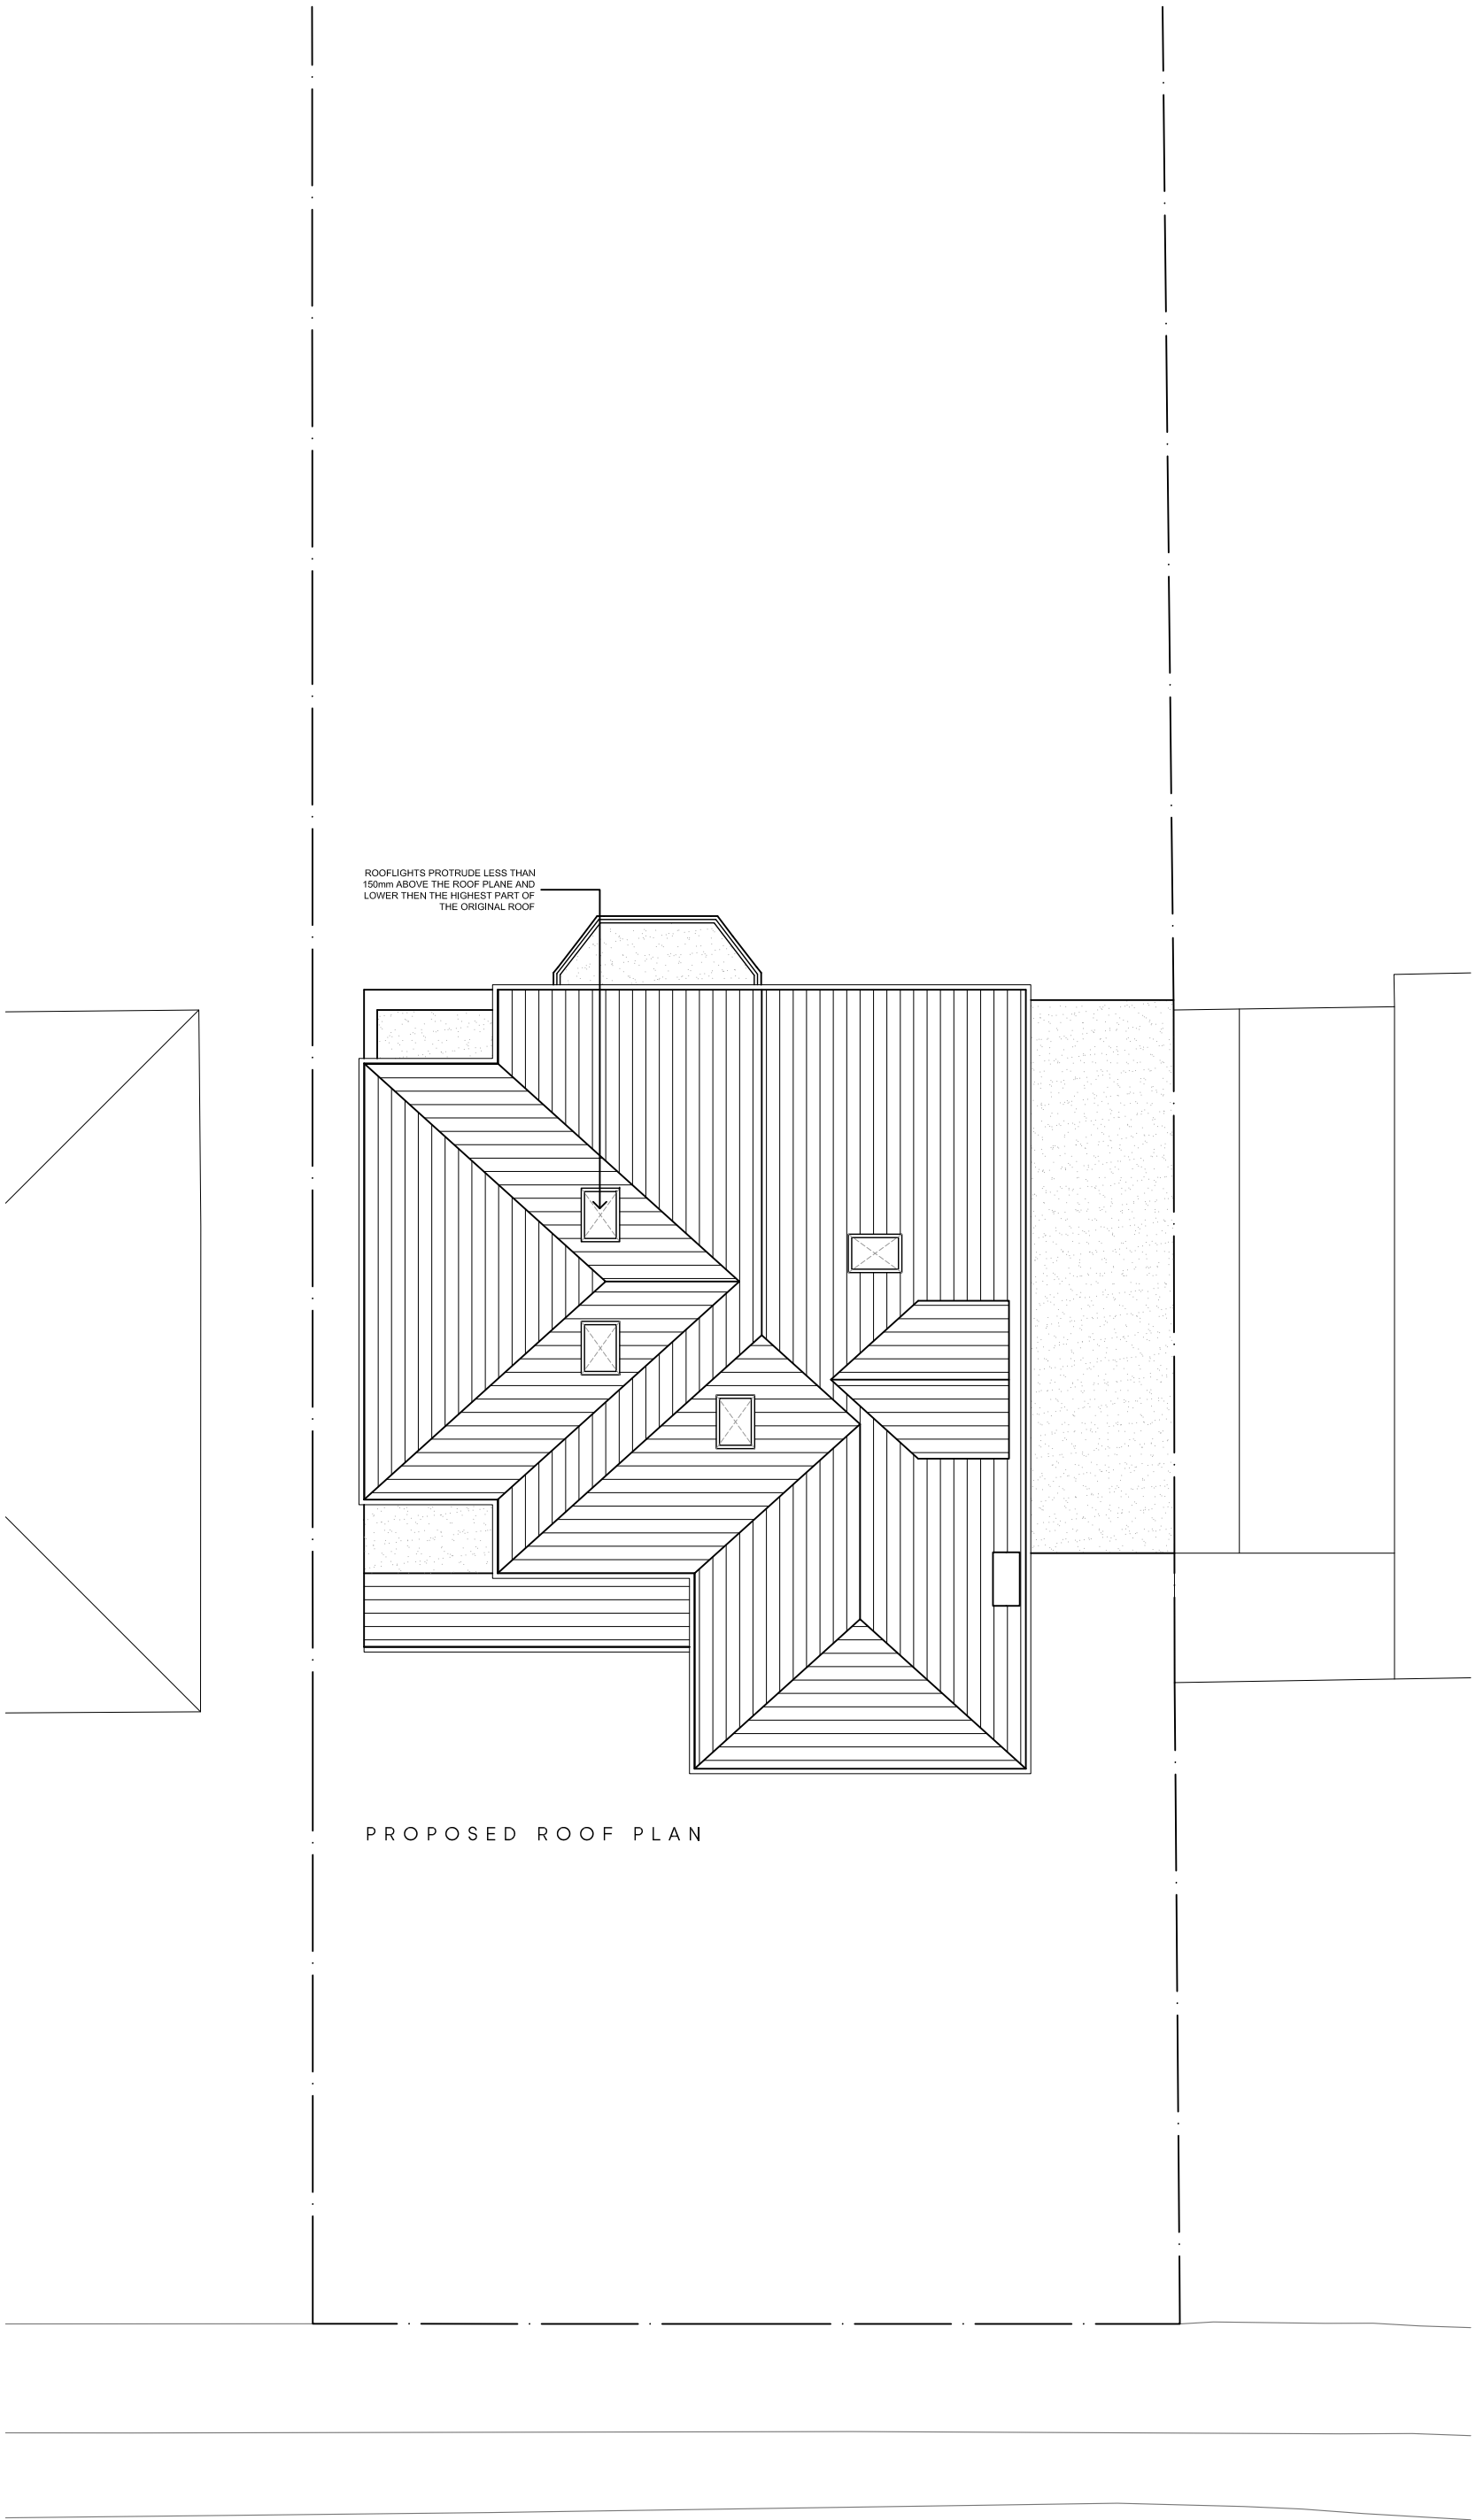 ROOFLIGHTS PROTRUDE LESS THAN
150mm ABOVE THE ROOF PLANE AND
LOWER THEN THE HIGHEST PART OF
THE ORIGINAL ROOF
PROPOSED ROOF PLAN